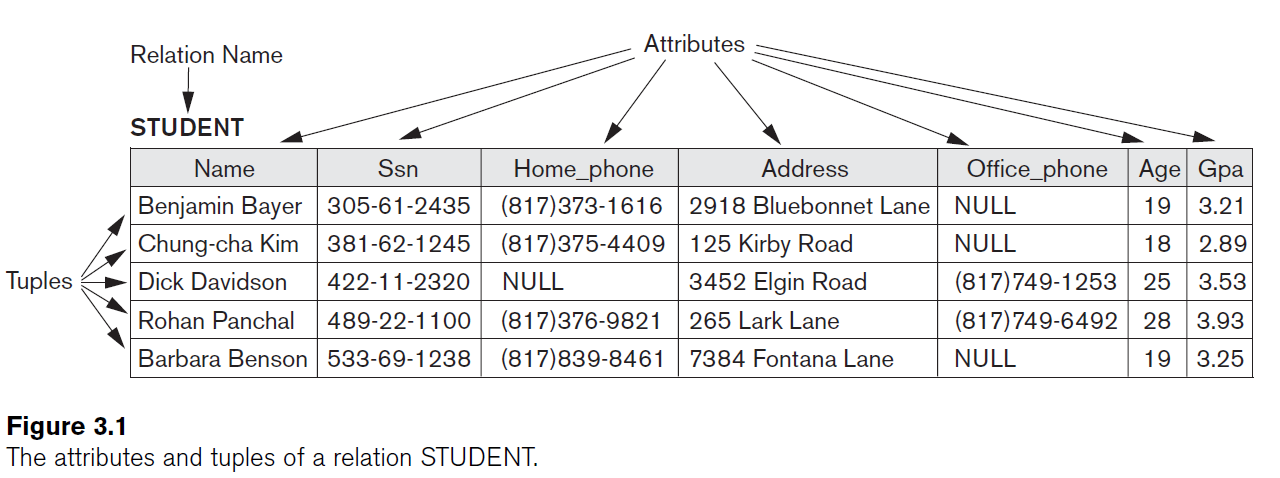 Relation Name
Attributes
STUDENT
Name Ssn Home_phone Address Office_phone Age Gpa
Benjamin Bayer 305-61-2435 (817)373-1616 2918 Bluebonnet Lane NULL 19 3.21
Chung-cha Kim 381-62-1245 (817)375-4409 125 Kirby Road NULL 18 2.89
Tuples Dick Davidson 422-11-2320 NULL 3452 Elgin Road (817)749-1253 25 3.53
Rohan Panchal 489-22-1100 (817)376-9821 265 Lark Lane (817)749-6492 28 3.93
Barbara Benson 533-69-1238 (817)839-8461 7384 Fontana Lane NULL 19 3.25
Figure 3.1
The attributes and tuples of a relation STUDENT.